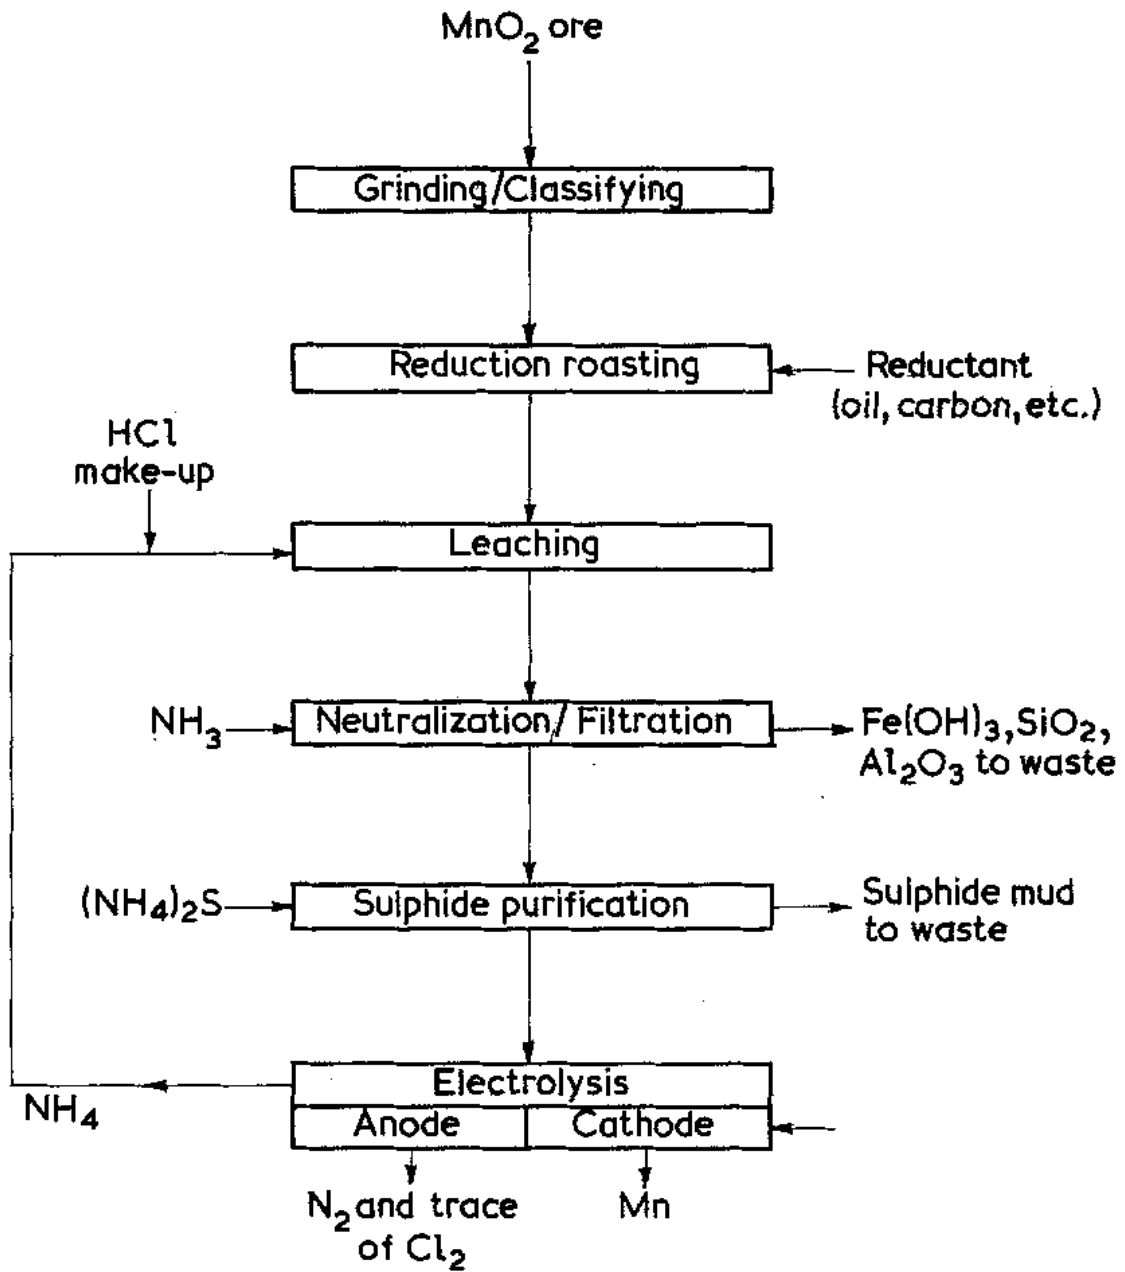 MnO₂ ore
Grinding/Classifying
Reduction roasting
Reductant
(oil, carbon, etc.)
HCl
make-up
Leaching
NH₃
Neutralization/ Filtration
Fe(OH)₃,SiO₂,
Al₂O₃ to waste
(NH₄)₂S
Sulphide purification
Sulphide mud
to waste
Electrolysis
NH₄
Anode
Cathode
N₂ and trace
of Cl₂
Mn